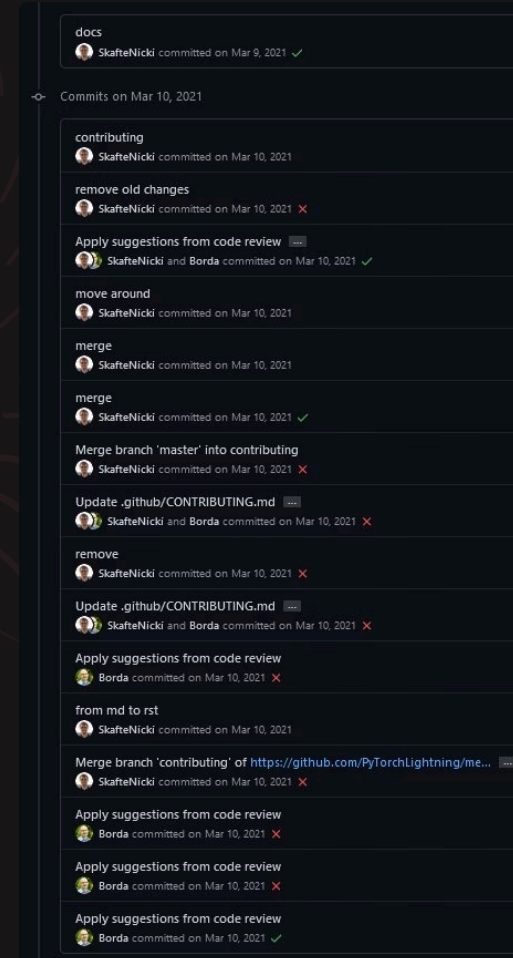 docs
SkafteNicki committed on Mar 9, 2021
Commits on Mar 10, 2021
contributing
SkafteNicki committed on Mar 10, 2021
remove old changes
SkafteNicki committed on Mar 10, 2021
Apply suggestions from code review ...
SkafteNicki and Borda committed on Mar 10, 2021
move around
SkafteNicki committed on Mar 10, 2021
merge
SkafteNicki committed on Mar 10, 2021
merge
SkafteNicki committed on Mar 10, 2021
Merge branch 'master' into contributing
SkafteNicki committed on Mar 10, 2021
Update .github/CONTRIBUTING.md ...
SkafteNicki and Borda committed on Mar 10, 2021
remove
SkafteNicki committed on Mar 10, 2021
Update .github/CONTRIBUTING.md ...
SkafteNicki and Borda committed on Mar 10, 2021
Apply suggestions from code review
Borda committed on Mar 10, 2021
from md to rst
SkafteNicki committed on Mar 10, 2021
Merge branch 'contributing' of https://github.com/PyTorchLightning/me... ...
SkafteNicki committed on Mar 10, 2021
Apply suggestions from code review
Borda committed on Mar 10, 2021
Apply suggestions from code review
Borda committed on Mar 10, 2021
Apply suggestions from code review
Borda committed on Mar 10, 2021